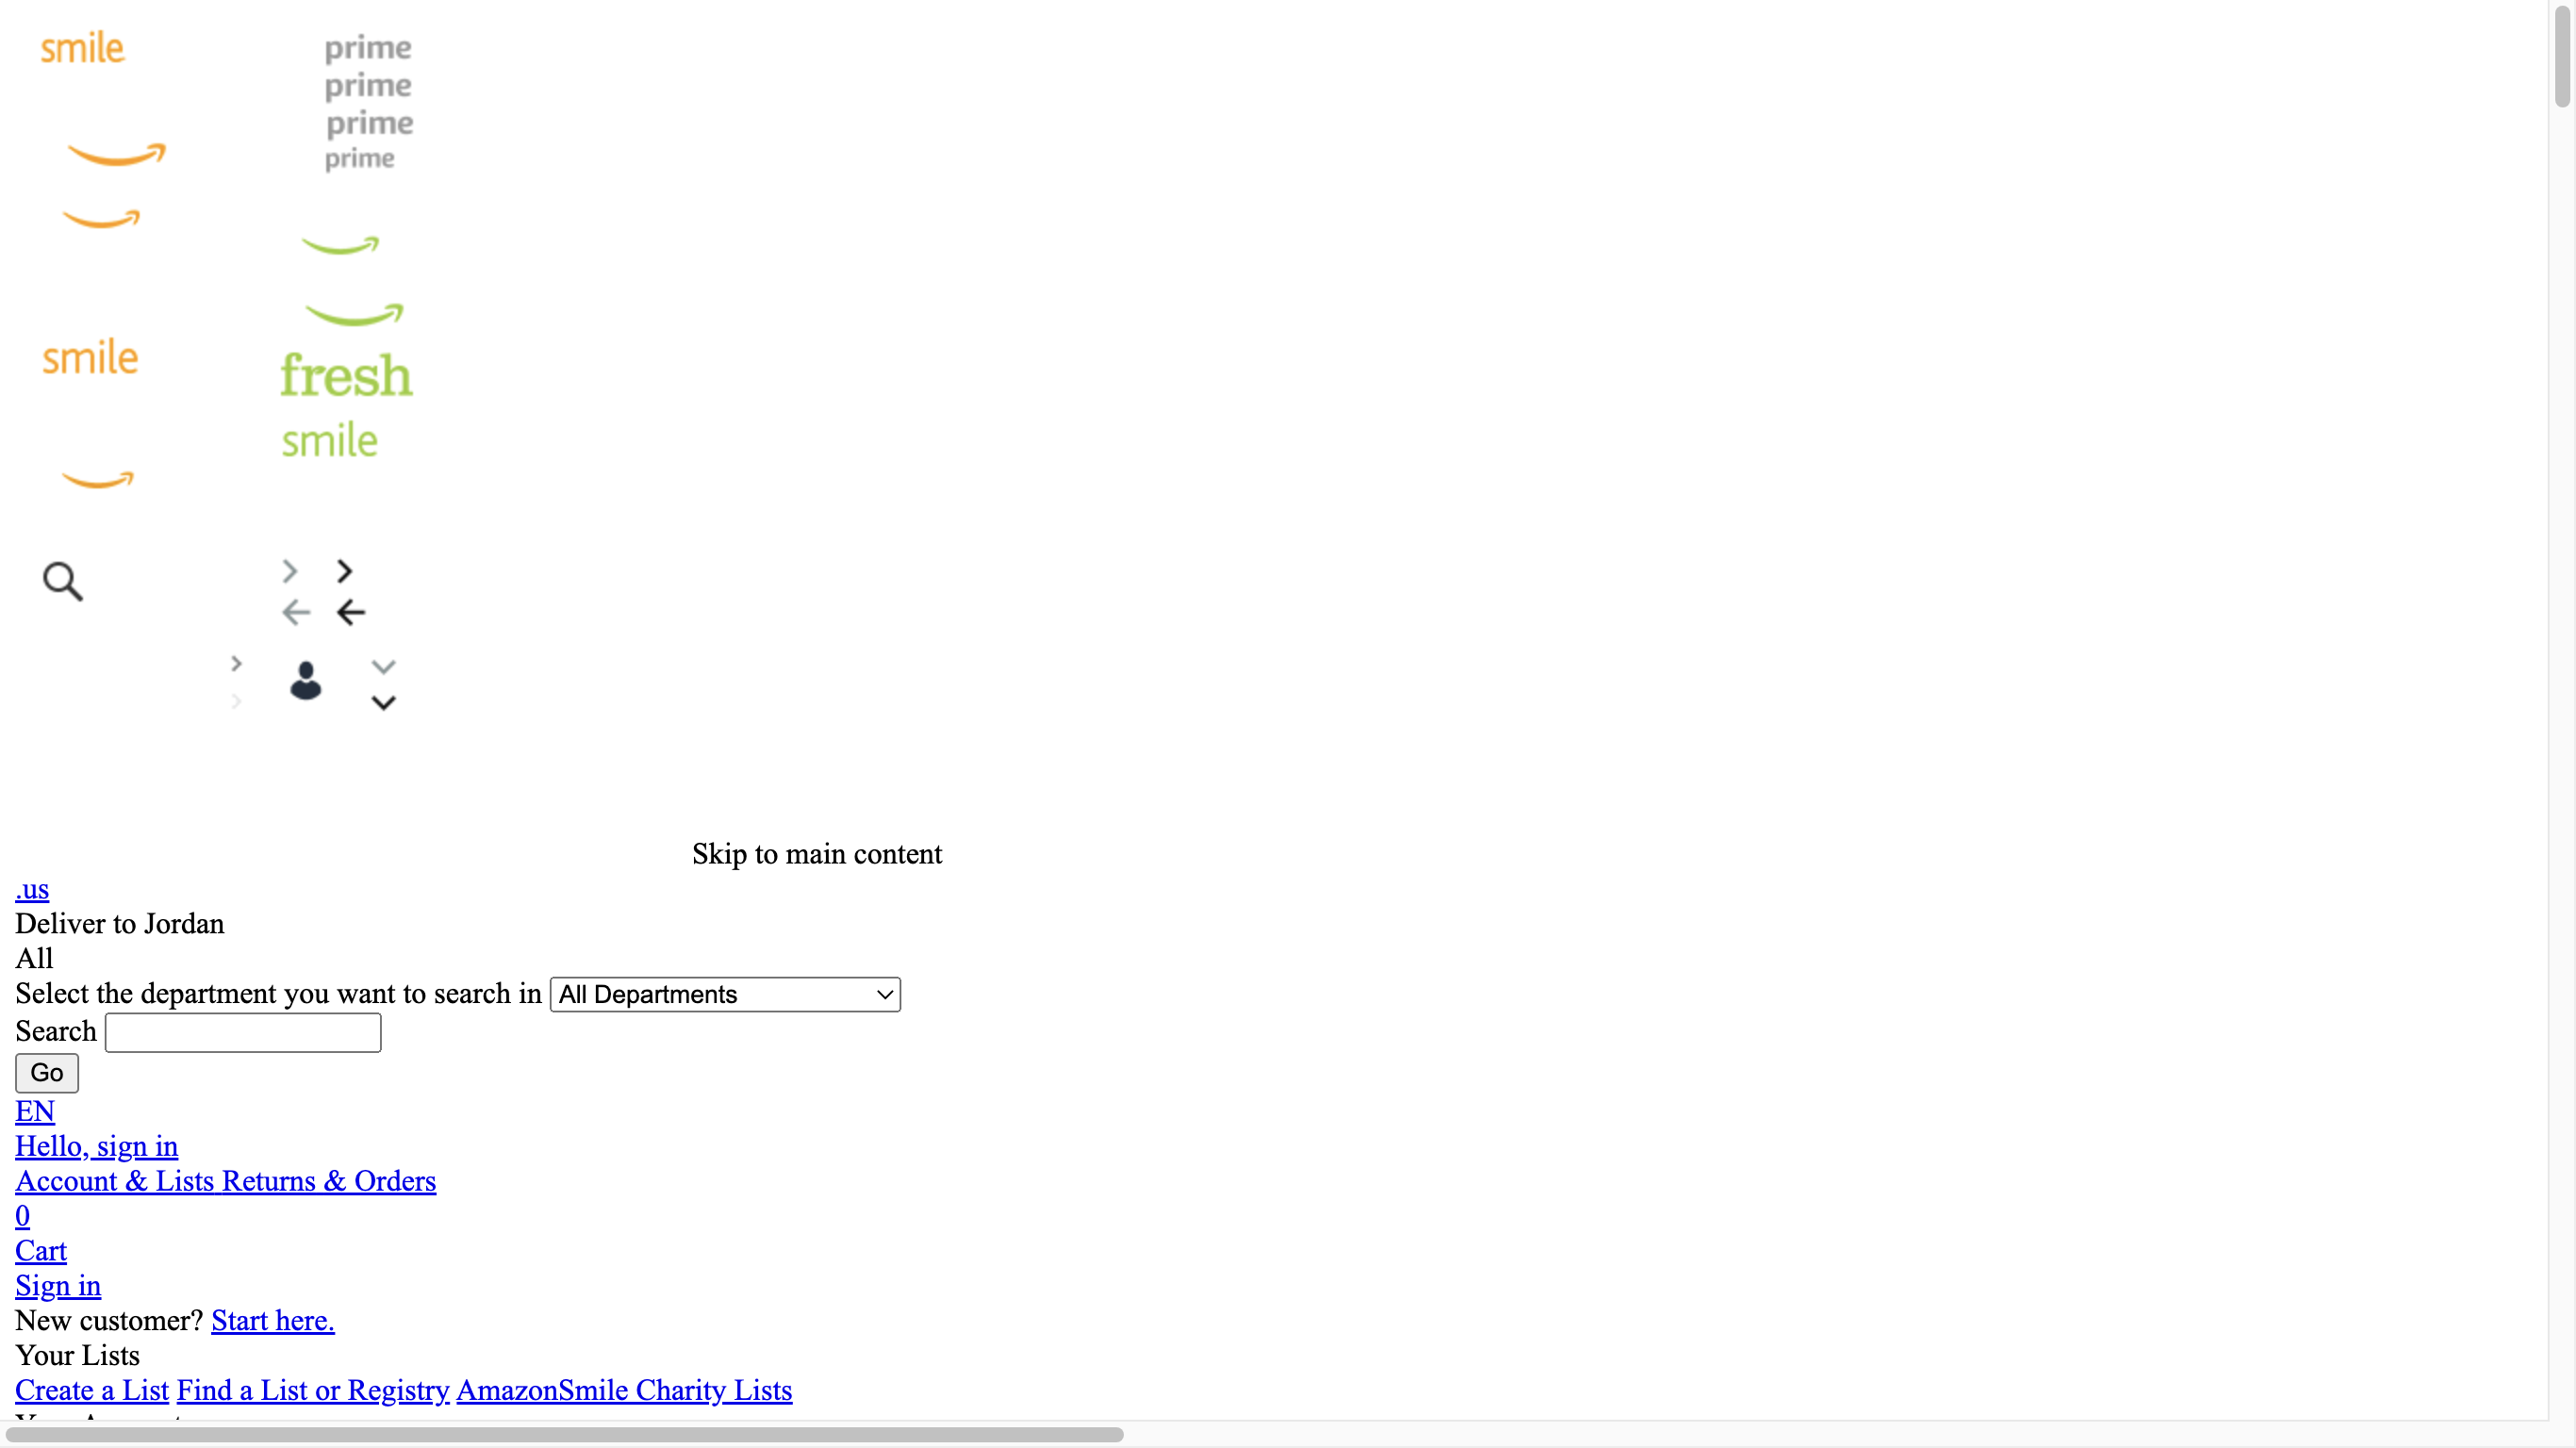 smile
prime
prime
prime
prime
smile
fresh
smile
Skip to main content
.us
Deliver to Jordan
All
Select the department you want to search in All Departments
Search
Go
EN
Hello, sign in
Account & Lists Returns & Orders
0
Cart
Sign in
New customer? Start here.
Your Lists
Create a List Find a List or Registry AmazonSmile Charity Lists